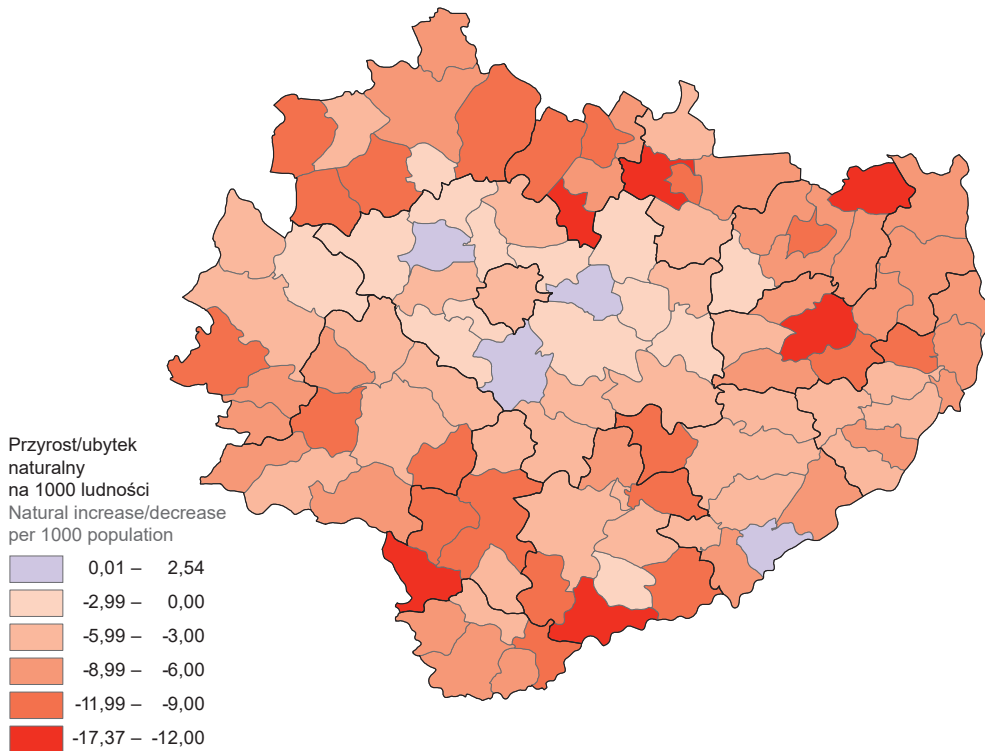 Przyrost/ubytek
naturalny
na 1000 ludności
Natural increase/decrease
per 1000 population
0,01 – 2,54
-2,99 – 0,00
-5,99 – -3,00
-8,99 – -6,00
-11,99 – -9,00
-17,37 – -12,00